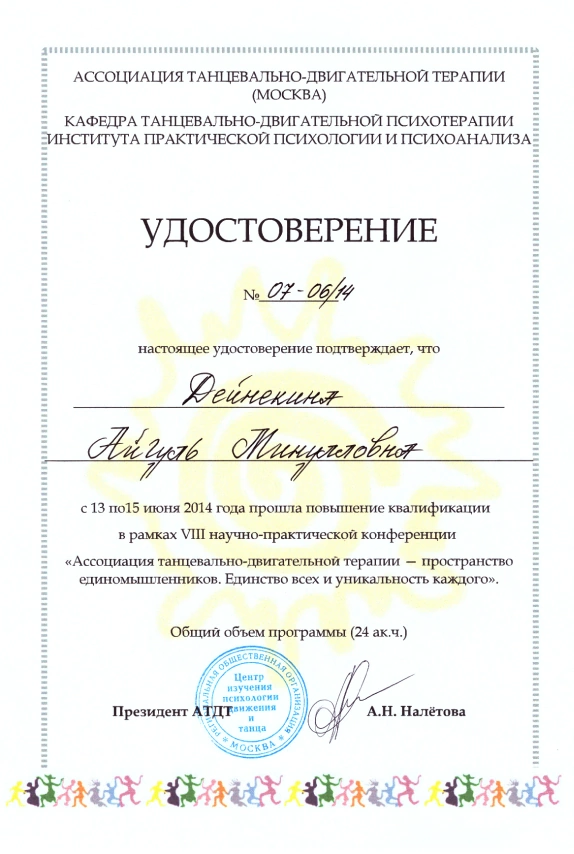 АССОЦИАЦИЯ ТАНЦЕВАЛЬНО-ДВИГАТЕЛЬНОЙ ТЕРАПИИ
(МОСКВА)
КАФЕДРА ТАНЦЕВАЛЬНО-ДВИГАТЕЛЬНОЙ ПСИХОТЕРАПИИ
ИНСТИТУТА ПРАКТИЧЕСКОЙ ПСИХОЛОГИИ И ПСИХОАНАЛИЗА
УДОСТОВЕРЕНИЕ
№ 07-06/14
настоящее удостоверение подтверждает, что
Дейнекина
Айгуль Минулловна
с 13 по15 июня 2014 года прошла повышение квалификации
в рамках VIII научно-практической конференции
«Ассоциация танцевально-двигательной терапии — пространство
единомышленников. Единство всех и уникальность каждого».
Общий объем программы (24 ак.ч.)
РЕГИОНАЛЬНАЯ ОБЩЕСТВЕННАЯ ОРГАНИЗАЦИЯ
Центр
изучения
психологии
движения
и
танца
МОСКВА
Президент АТДТ А.Н. Налётова